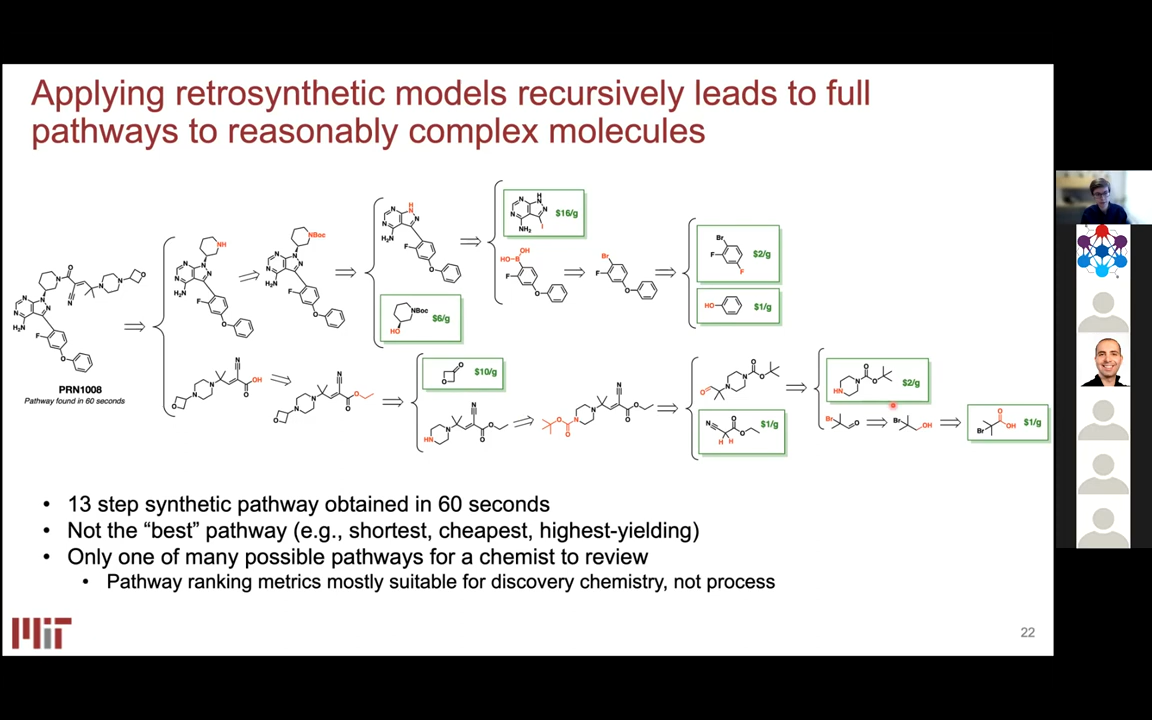 Applying retrosynthetic models recursively leads to full
pathways to reasonably complex molecules
PRN1008
Pathway found in 60 seconds
$16/g
$6/g
$2/g
$1/g
$10/g
$1/g
$2/g
$1/g
• 13 step synthetic pathway obtained in 60 seconds
• Not the “best” pathway (e.g., shortest, cheapest, highest-yielding)
• Only one of many possible pathways for a chemist to review
• Pathway ranking metrics mostly suitable for discovery chemistry, not process
MIT
22